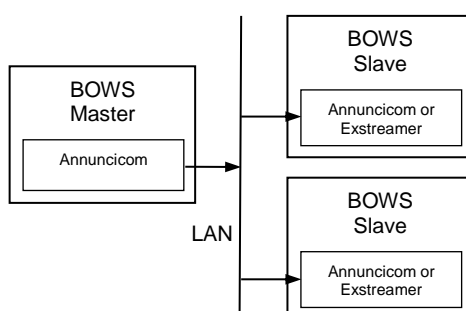 BOWS
Master
Annuncicom
LAN
BOWS
Slave
Annuncicom or
Exstreamer
BOWS
Slave
Annuncicom or
Exstreamer